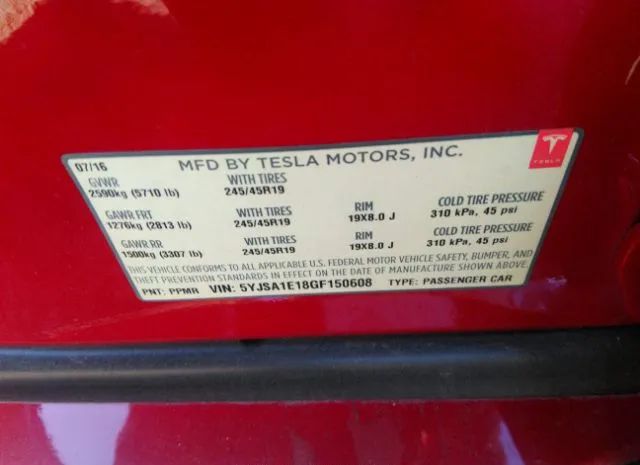 07/16 MFD BY TESLA MOTORS, INC.
TESLA
GVWR WITH TIRES
2590kg (5710 lb) 245/45R19
GAWR FRT WITH TIRES RIM COLD TIRE PRESSURE
1276kg (2813 lb) 245/45R19 19X8.0 J 310 kPa, 45 psi
GAWR RR WITH TIRES RIM COLD TIRE PRESSURE
1500kg (3307 lb) 245/45R19 19X8.0 J 310 kPa, 45 psi
THIS VEHICLE CONFORMS TO ALL APPLICABLE U.S. FEDERAL MOTOR VEHICLE SAFETY, BUMPER, AND
THEFT PREVENTION STANDARDS IN EFFECT ON THE DATE OF MANUFACTURE SHOWN ABOVE.
PNT: PPMR VIN: 5YJSA1E18GF150608 TYPE: PASSENGER CAR